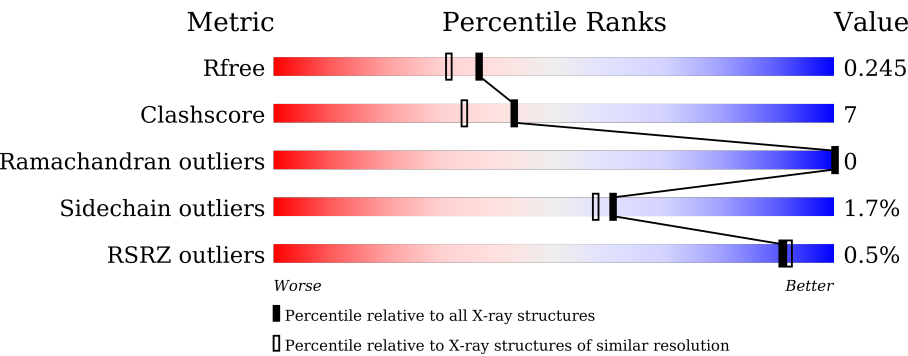 Metric Percentile Ranks Value
Rfree 0.245
Clashscore 7
Ramachandran outliers 0
Sidechain outliers 1.7%
RSRZ outliers 0.5%
Worse Better
Percentile relative to all X-ray structures
Percentile relative to X-ray structures of similar resolution